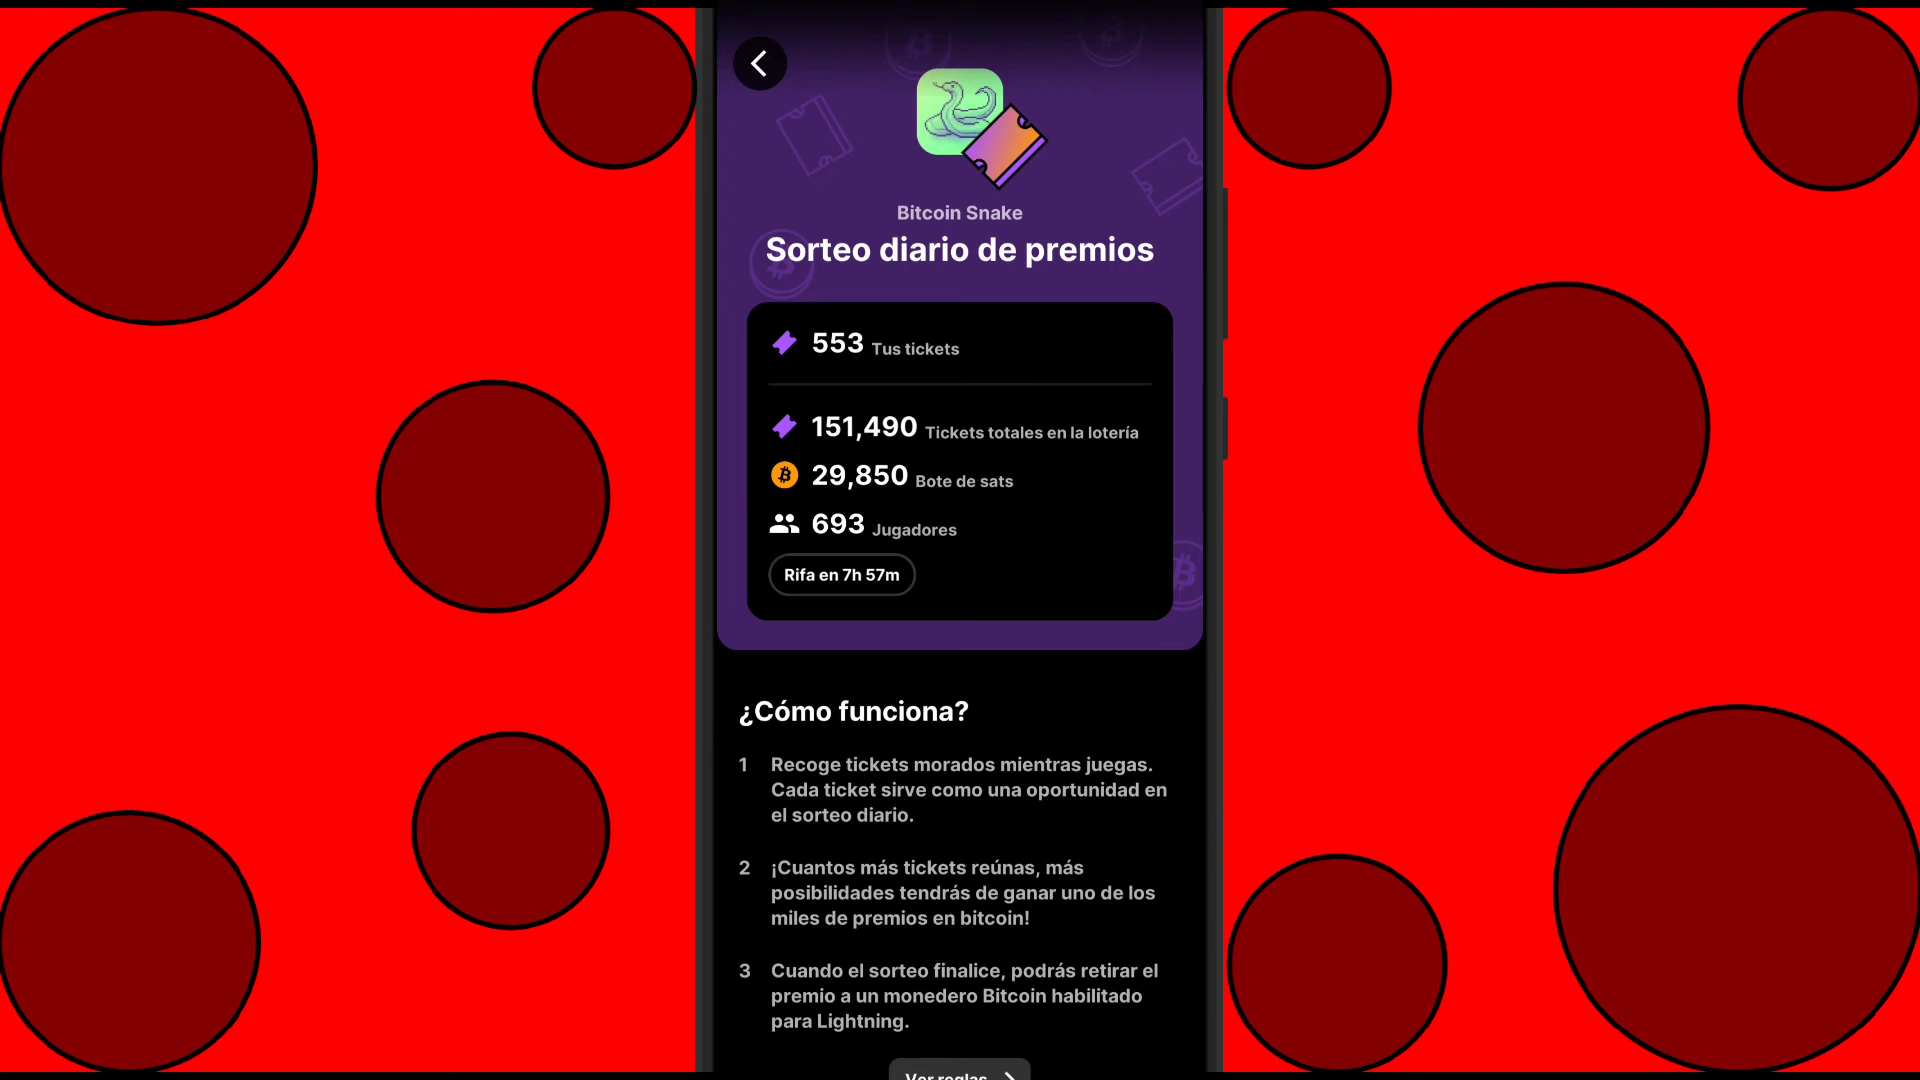 Bitcoin Snake
Sorteo diario de premios
553 Tus tickets
151,490 Tickets totales en la lotería
29,850 Bote de sats
693 Jugadores
Rifa en 7h 57m
¿Cómo funciona?
1 Recoge tickets morados mientras juegas.
Cada ticket sirve como una oportunidad en
el sorteo diario.
2 ¡Cuantos más tickets reúnas, más
posibilidades tendrás de ganar uno de los
miles de premios en bitcoin!
3 Cuando el sorteo finalice, podrás retirar el
premio a un monedero Bitcoin habilitado
para Lightning.
Ver reglas